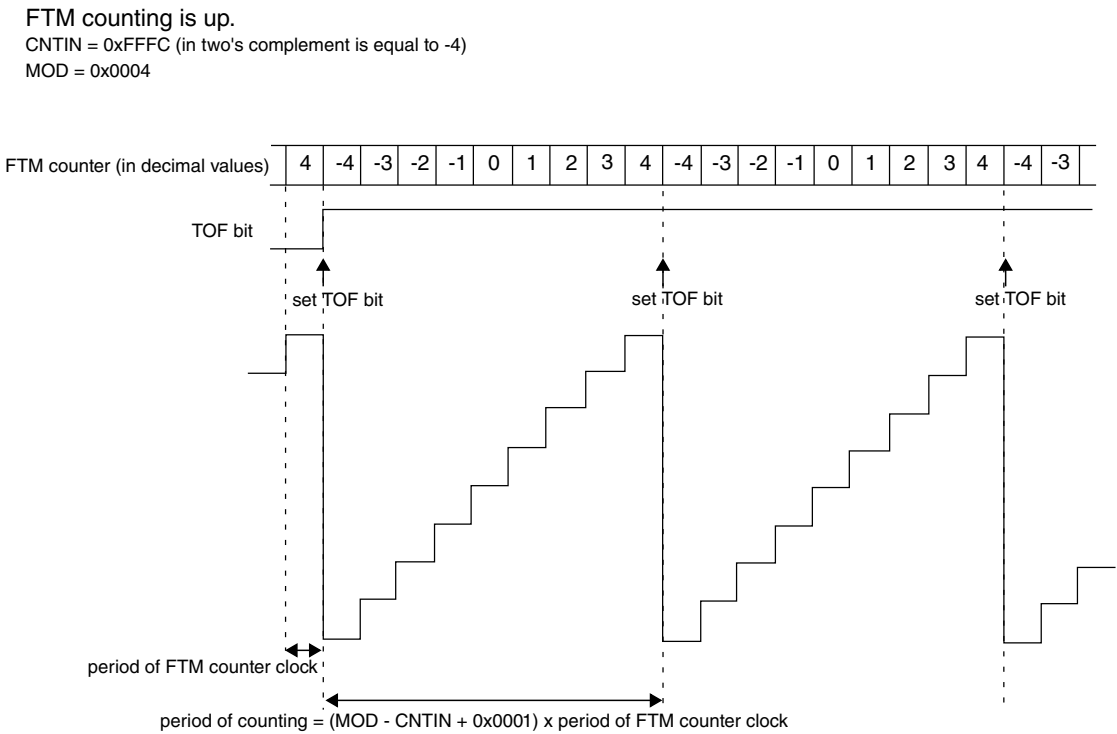 FTM counting is up.
CNTIN = 0xFFFC (in two's complement is equal to -4)
MOD = 0x0004
FTM counter (in decimal values) 4 -4 -3 -2 -1 0 1 2 3 4 -4 -3 -2 -1 0 1 2 3 4 -4 -3
TOF bit
set TOF bit set TOF bit set TOF bit
period of FTM counter clock
period of counting = (MOD - CNTIN + 0x0001) x period of FTM counter clock